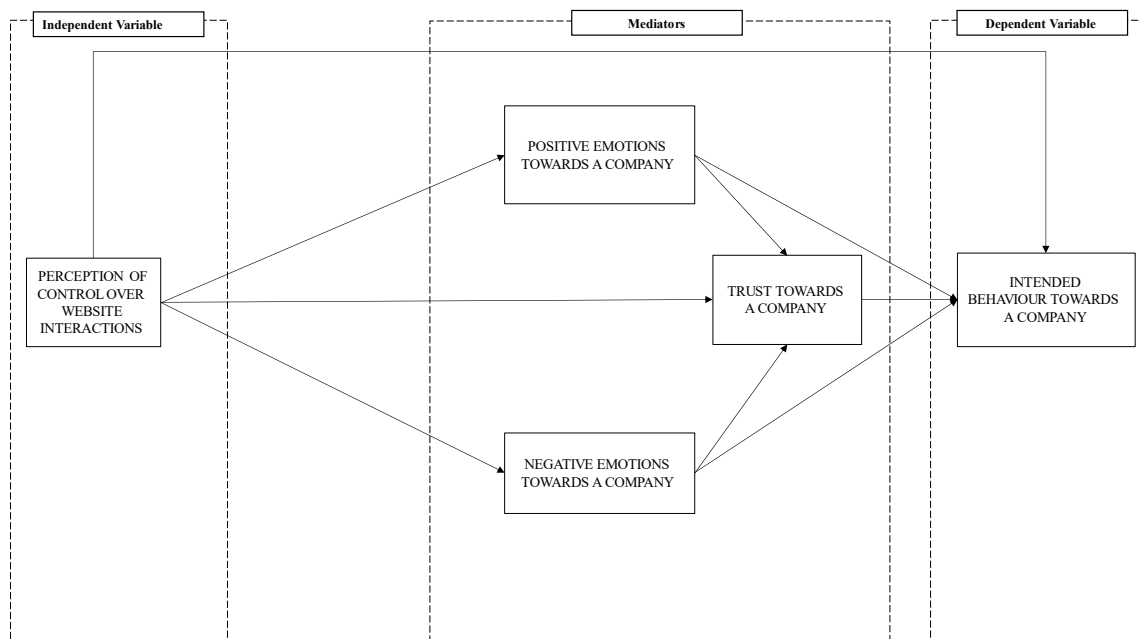 Independent Variable
Mediators
Dependent Variable
POSITIVE EMOTIONS
TOWARDS A COMPANY
PERCEPTION OF
CONTROL OVER
WEBSITE
INTERACTIONS
TRUST TOWARDS
A COMPANY
INTENDED
BEHAVIOUR TOWARDS
A COMPANY
NEGATIVE EMOTIONS
TOWARDS A COMPANY